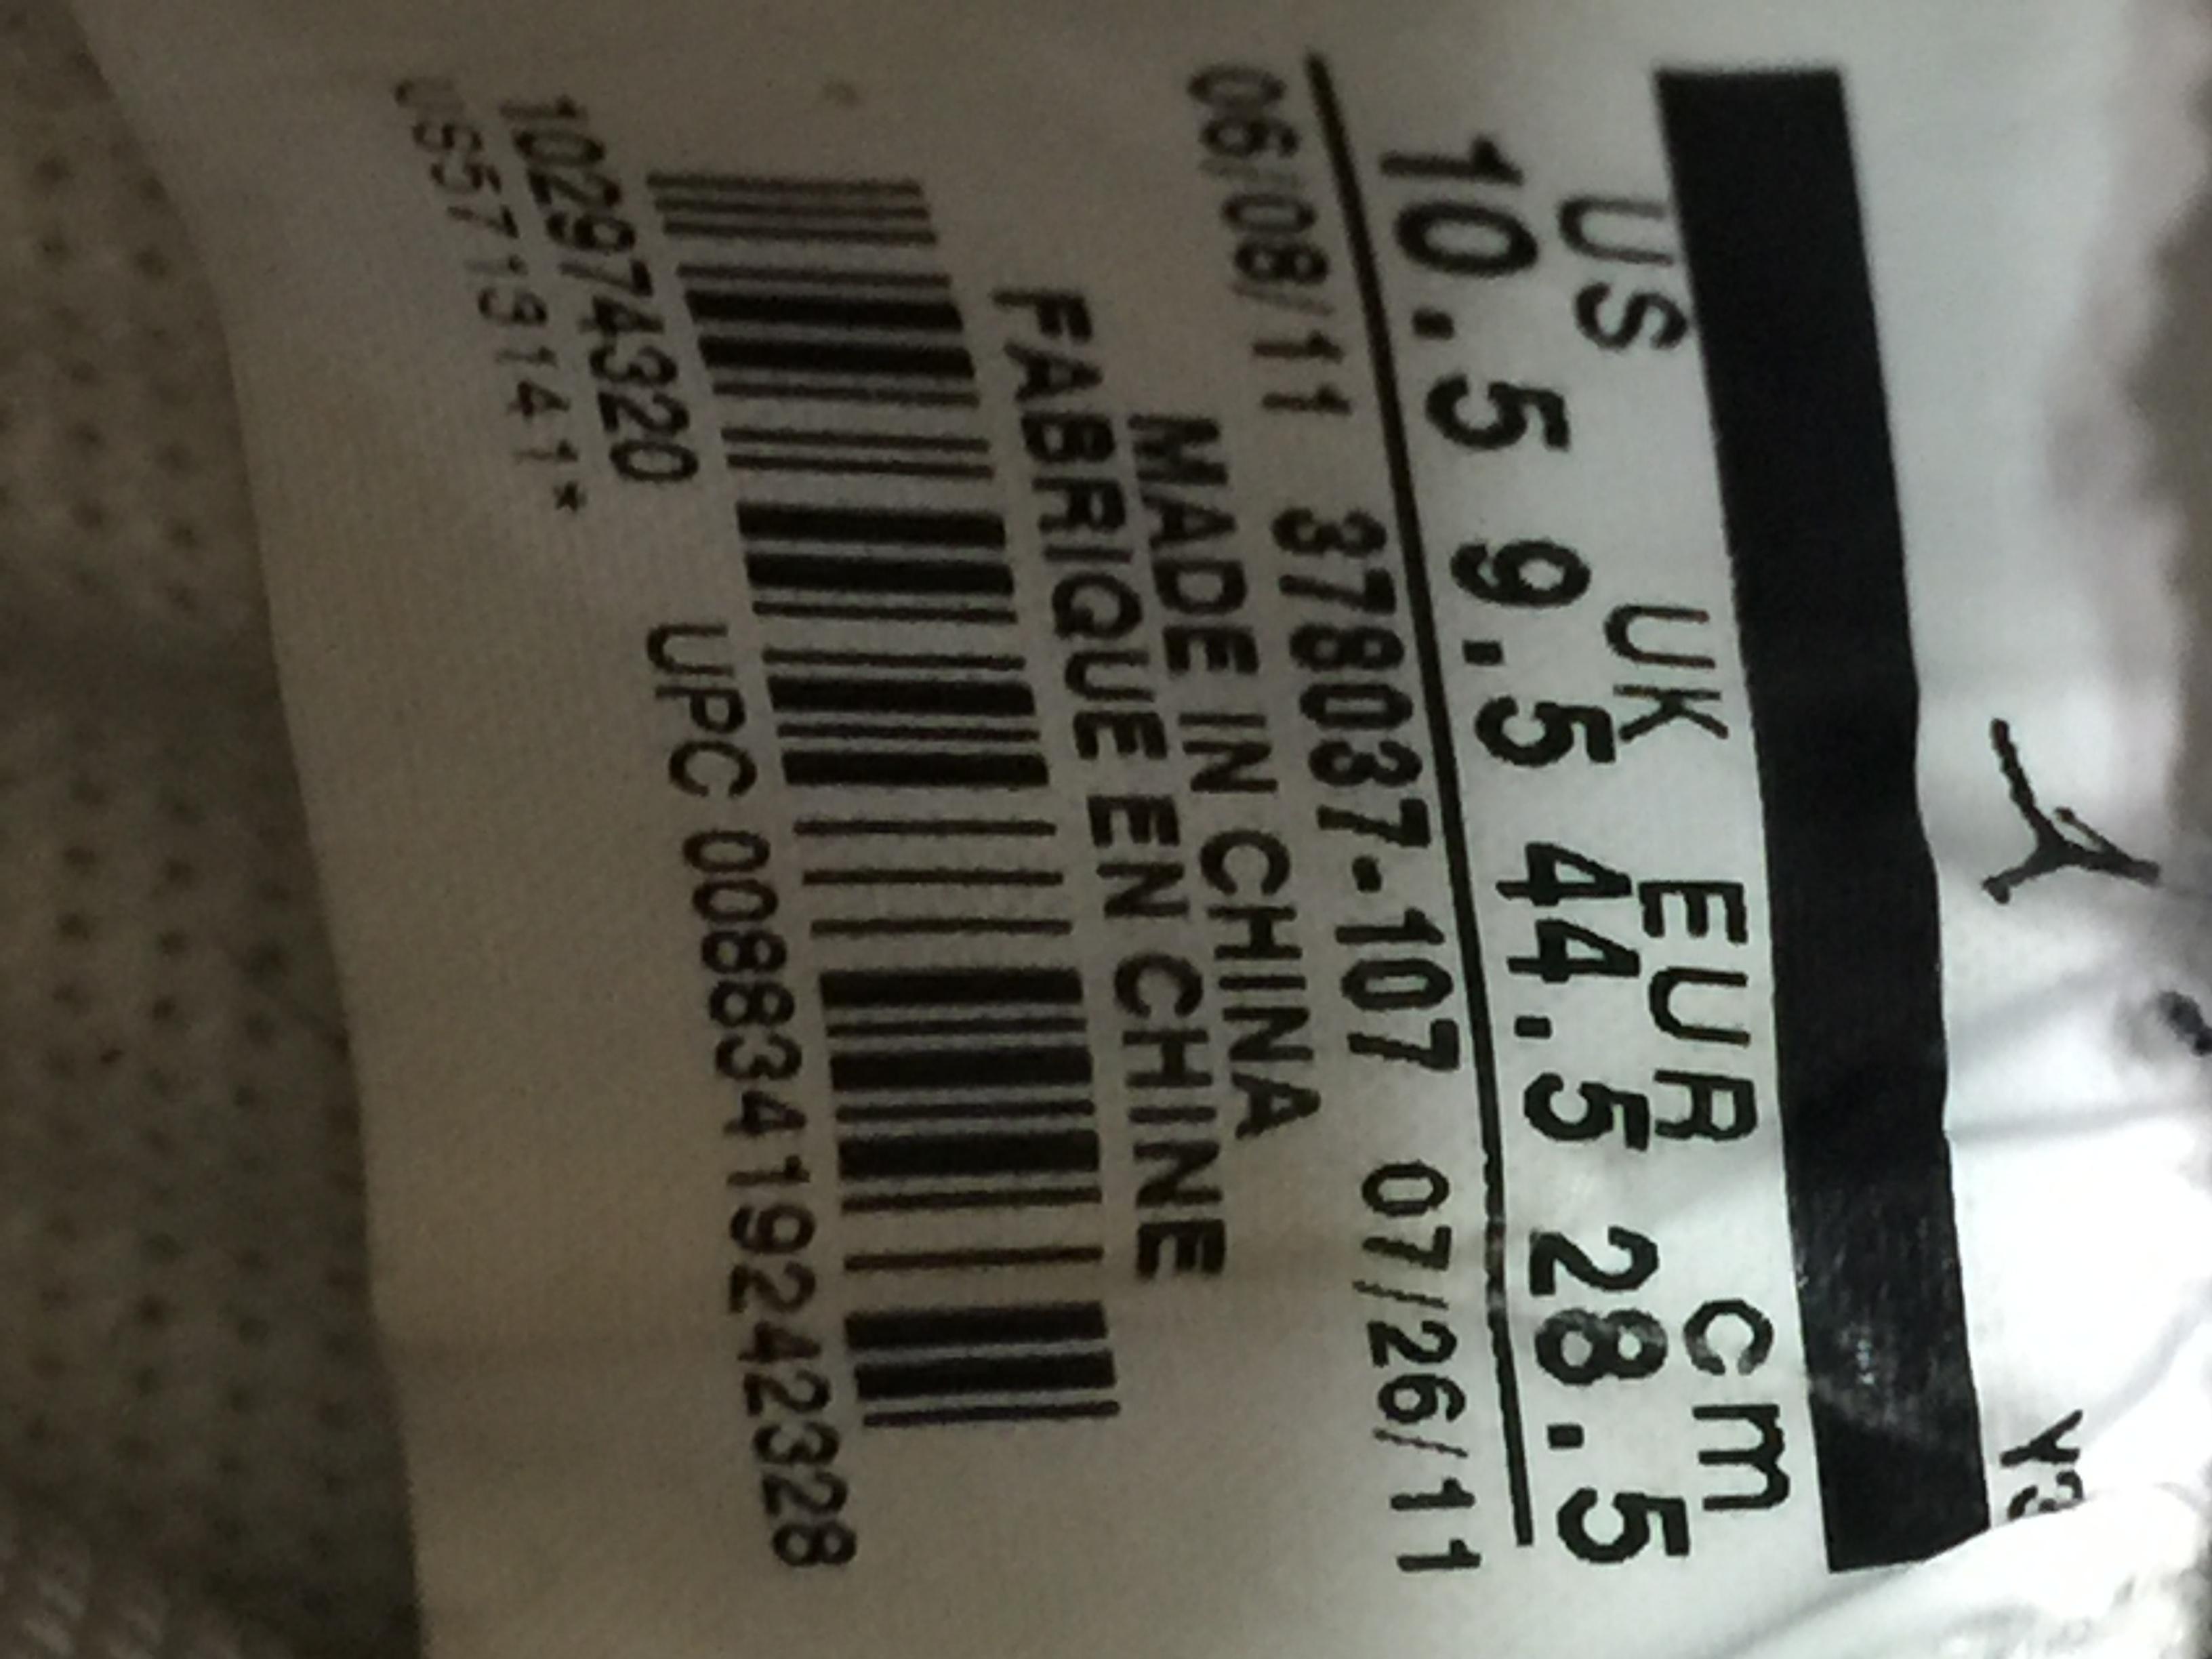 US UK EUR cm
10.5 9.5 44.5 28.5
06/08/11 378037-107 07/26/11
MADE IN CHINA
FABRIQUE EN CHINE
UPC 00883419242328
102974320
US5713141*